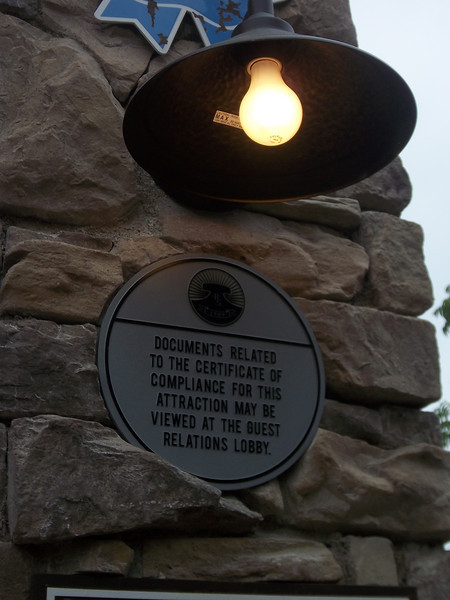 DOCUMENTS RELATED
TO THE CERTIFICATE OF
COMPLIANCE FOR THIS
ATTRACTION MAY BE
VIEWED AT THE GUEST
RELATIONS LOBBY.